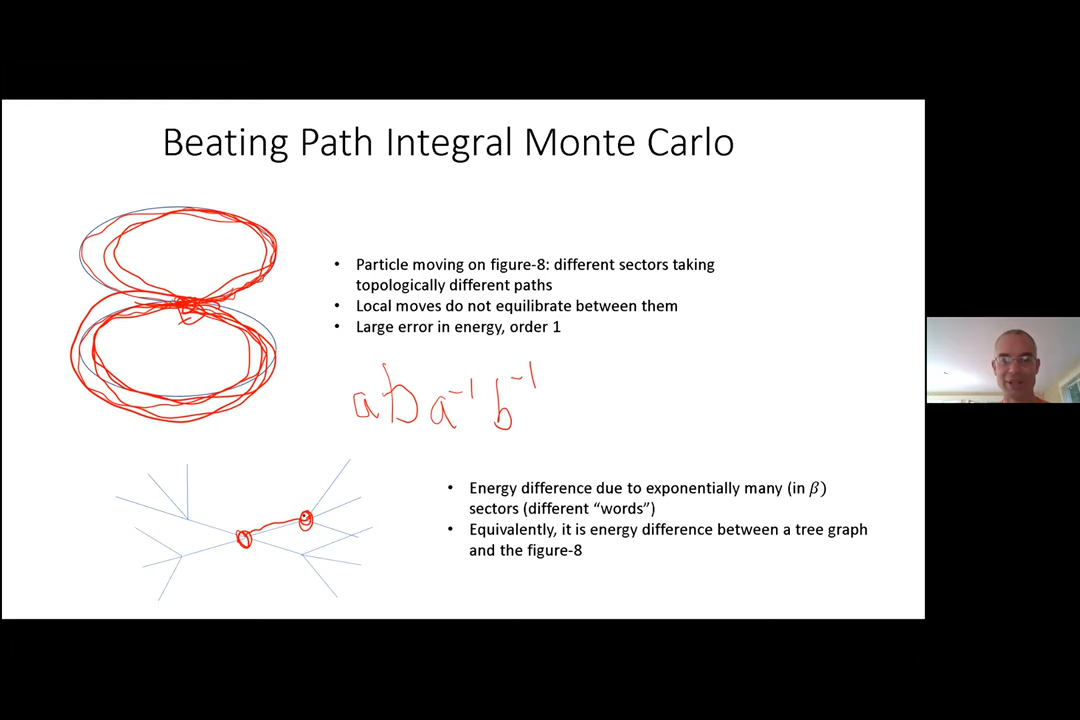 Beating Path Integral Monte Carlo
• Particle moving on figure-8: different sectors taking
topologically different paths
• Local moves do not equilibrate between them
• Large error in energy, order 1
a b a⁻¹ b⁻¹
• Energy difference due to exponentially many (in β)
sectors (different “words”)
• Equivalently, it is energy difference between a tree graph
and the figure-8